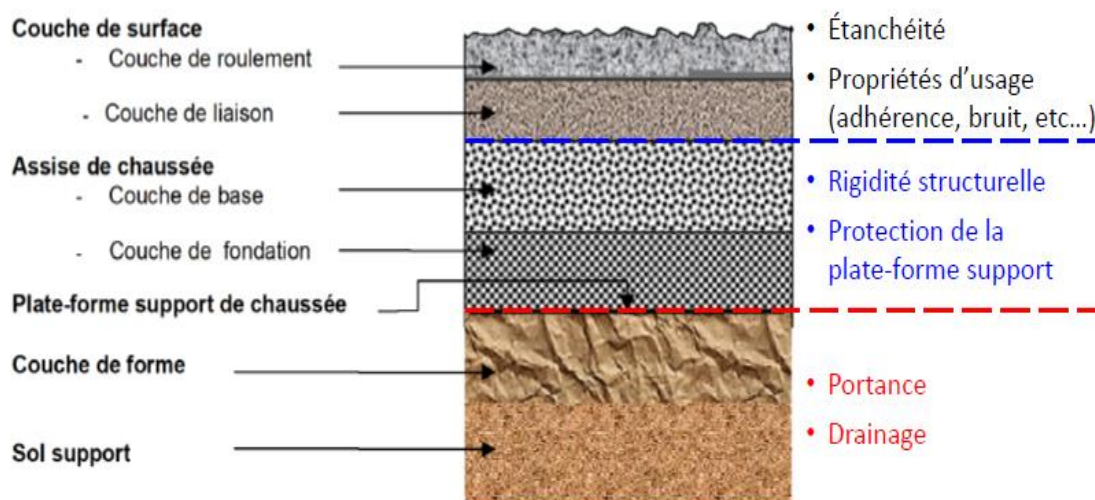 Couche de surface
- Couche de roulement
- Couche de liaison
Assise de chaussée
- Couche de base
- Couche de fondation
Plate-forme support de chaussée
Couche de forme
Sol support
• Étanchéité
• Propriétés d'usage
(adhérence, bruit, etc...)
• Rigidité structurelle
• Protection de la
plate-forme support
• Portance
• Drainage